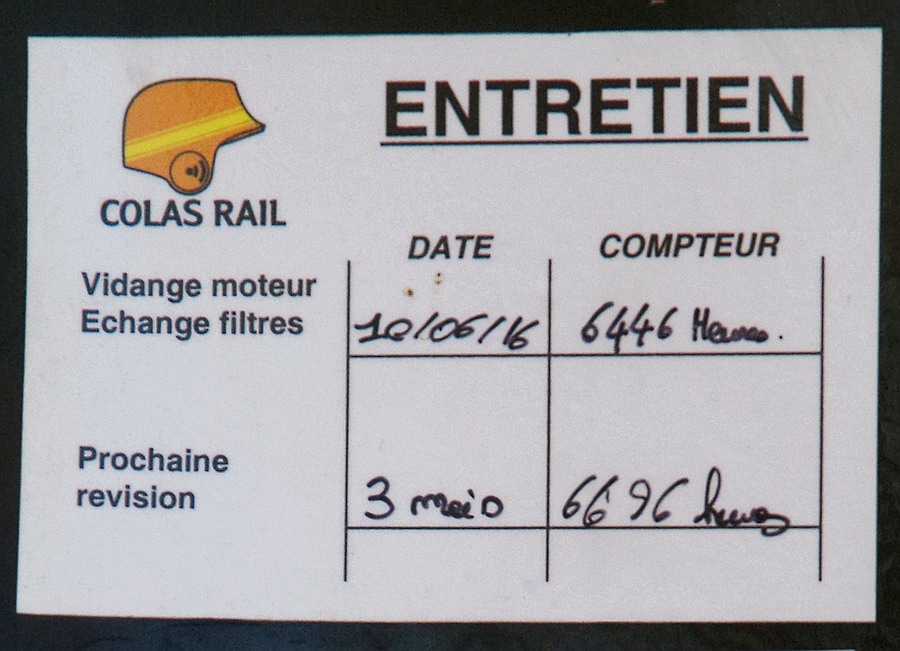 ENTRETIEN
COLAS RAIL
DATE COMPTEUR
Vidange moteur
Echange filtres 10/06/16 6446 Heures.
Prochaine
revision 3 mois 6696 heures